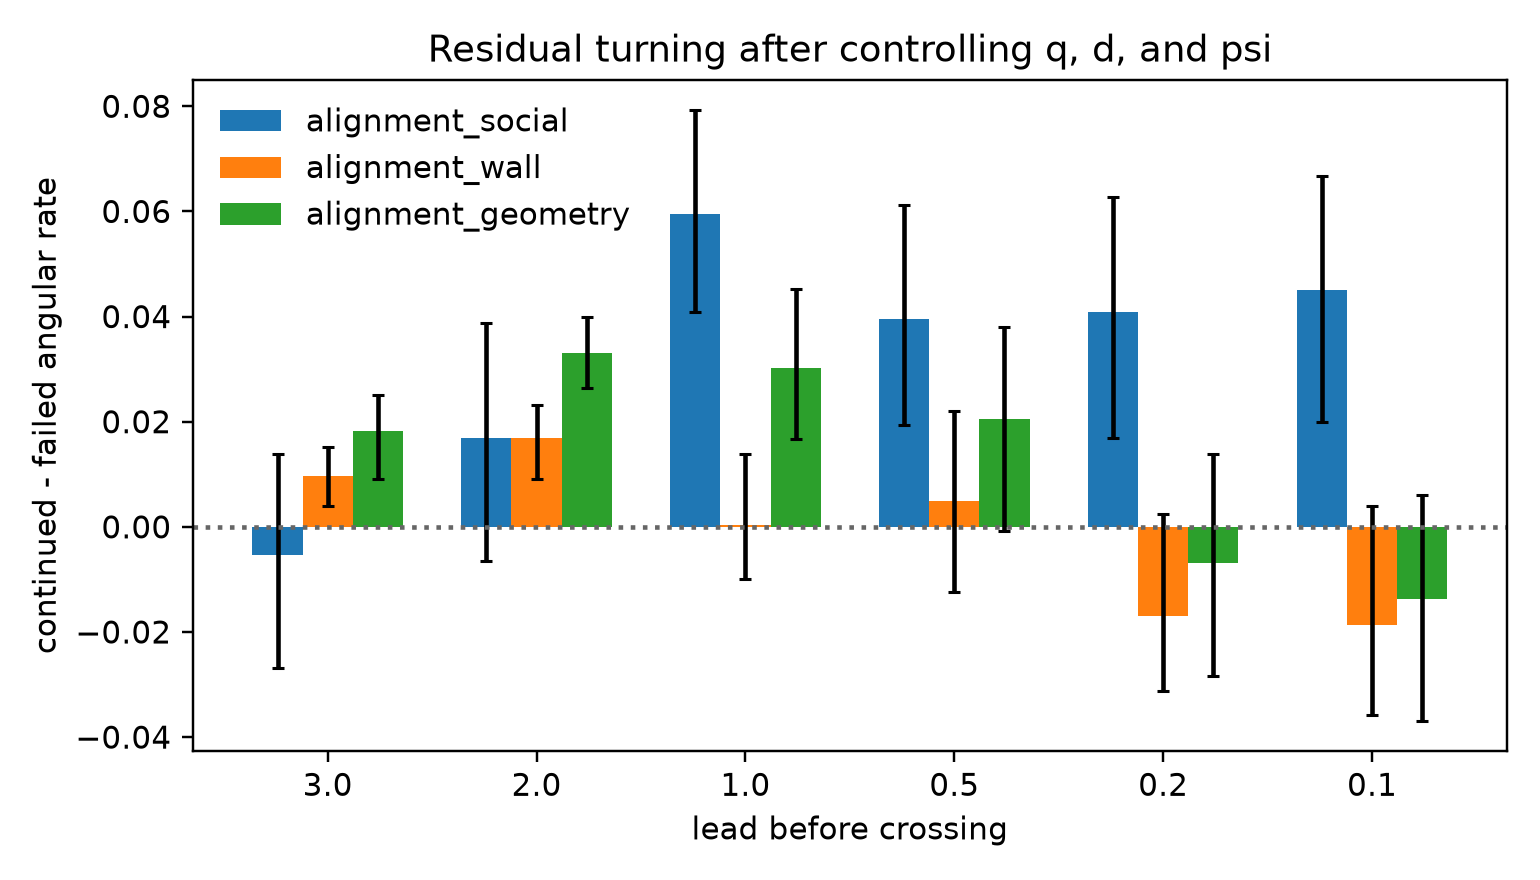 Residual turning after controlling q, d, and psi
alignment_social
alignment_wall
alignment_geometry
continued - failed angular rate
0.08
0.06
0.04
0.02
0.00
−0.02
−0.04
3.0 2.0 1.0 0.5 0.2 0.1
lead before crossing